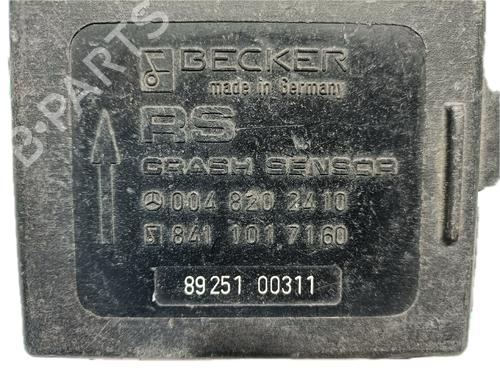 BECKER
made in Germany
RS
CRASH SENSOR
004 820 2410
841 101 7160
89251 00311
B-PARTS